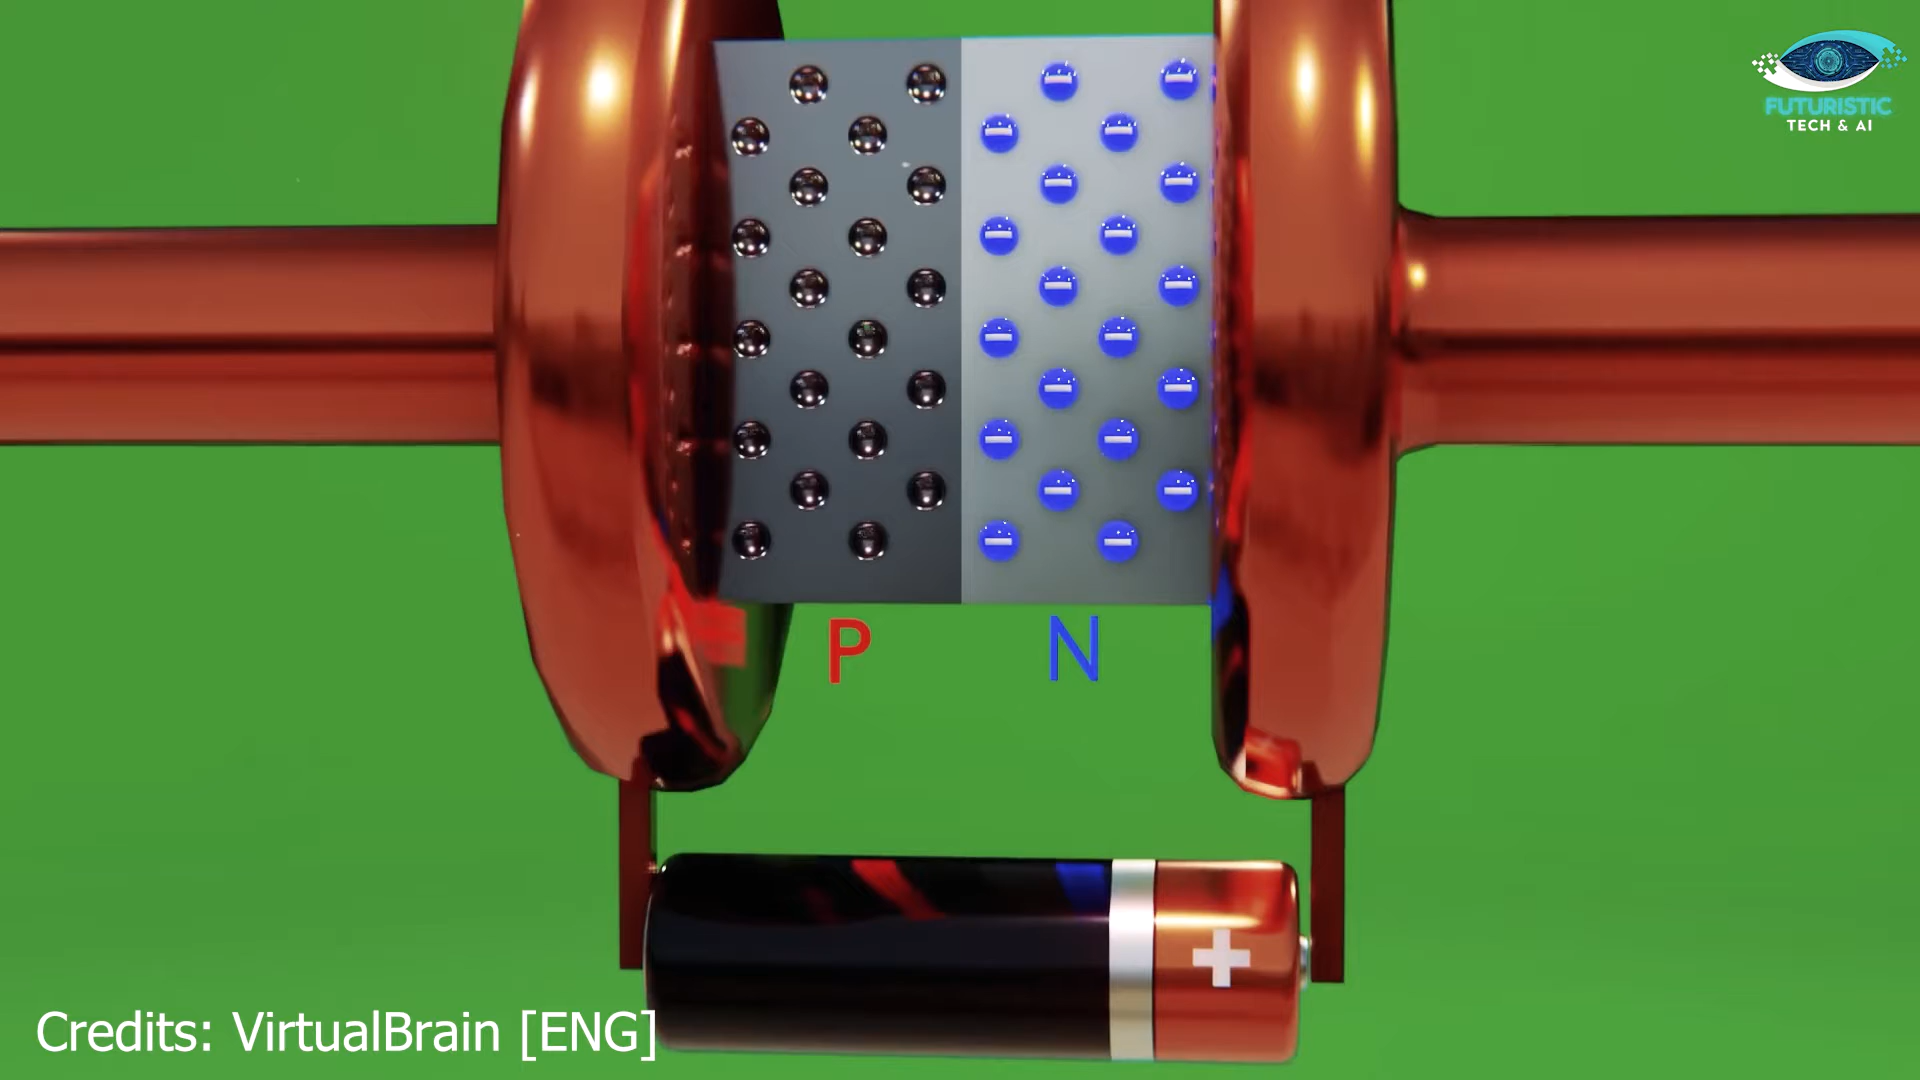 FUTURISTIC
TECH & AI
P
N
+
Credits: VirtualBrain [ENG]